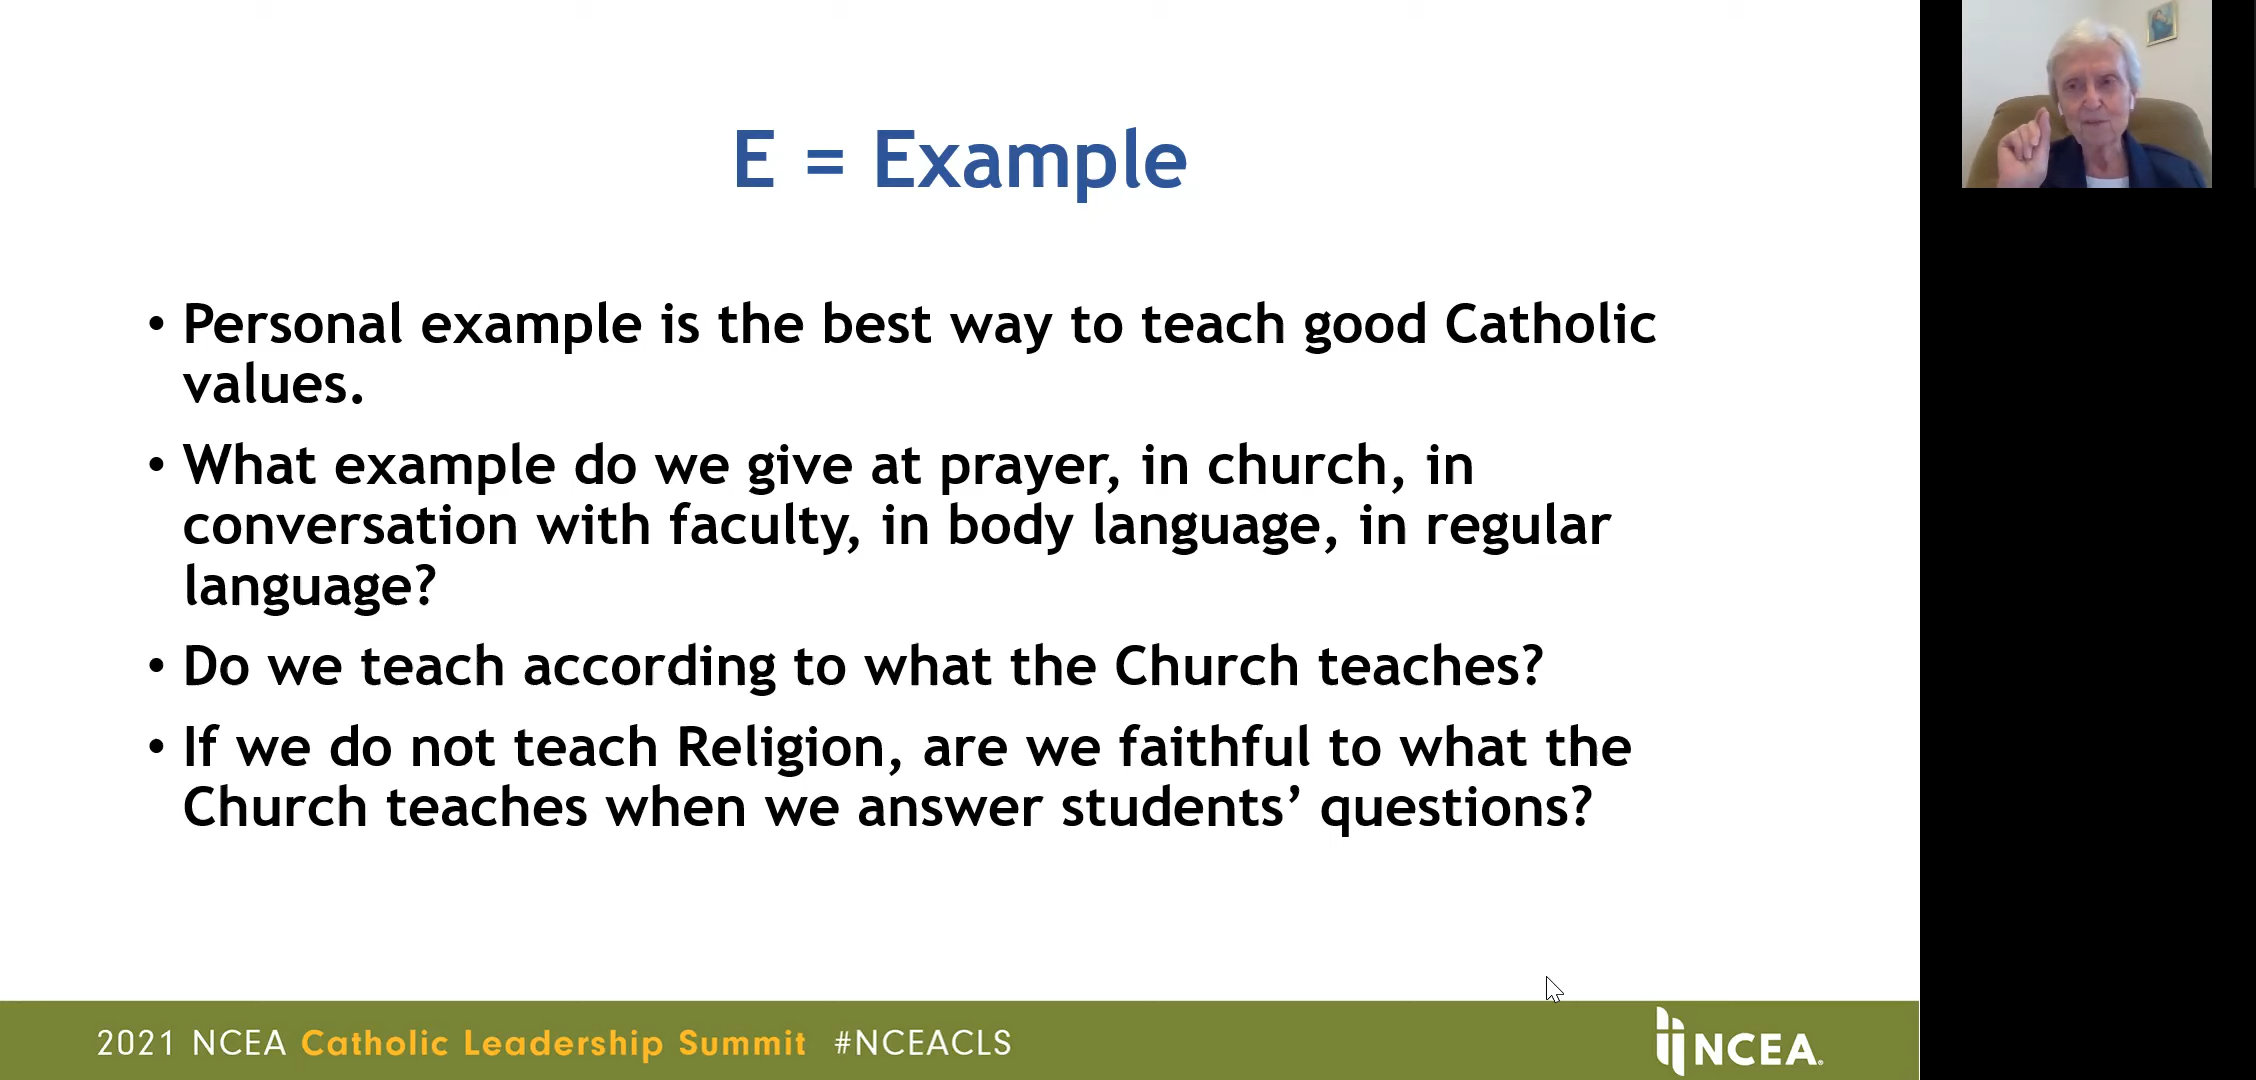 E = Example
• Personal example is the best way to teach good Catholic
values.
• What example do we give at prayer, in church, in
conversation with faculty, in body language, in regular
language?
• Do we teach according to what the Church teaches?
• If we do not teach Religion, are we faithful to what the
Church teaches when we answer students’ questions?
2021 NCEA Catholic Leadership Summit #NCEACLS
NCEA.